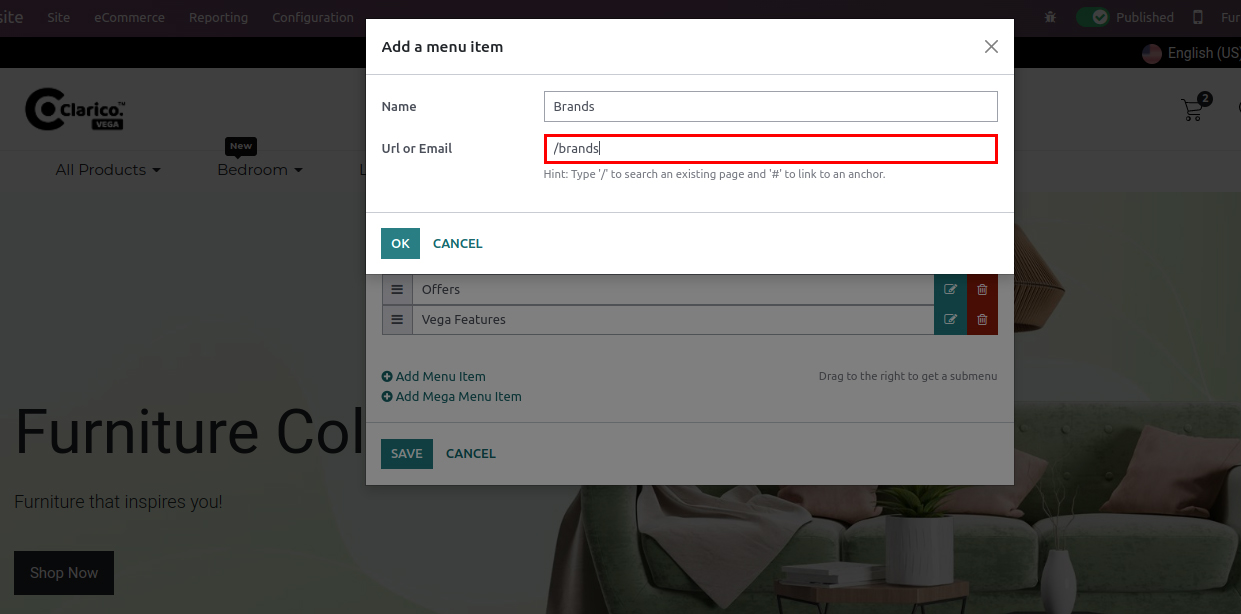 site Site eCommerce Reporting Configuration Published Fur
English (US)
Add a menu item
Clarico.™
VEGA
2
Name Brands
Url or Email /brands
Hint: Type '/' to search an existing page and '#' to link to an anchor.
New
All Products Bedroom L
OK CANCEL
Offers
Vega Features
Add Menu Item Drag to the right to get a submenu
Add Mega Menu Item
Furniture Col
SAVE CANCEL
Furniture that inspires you!
Shop Now